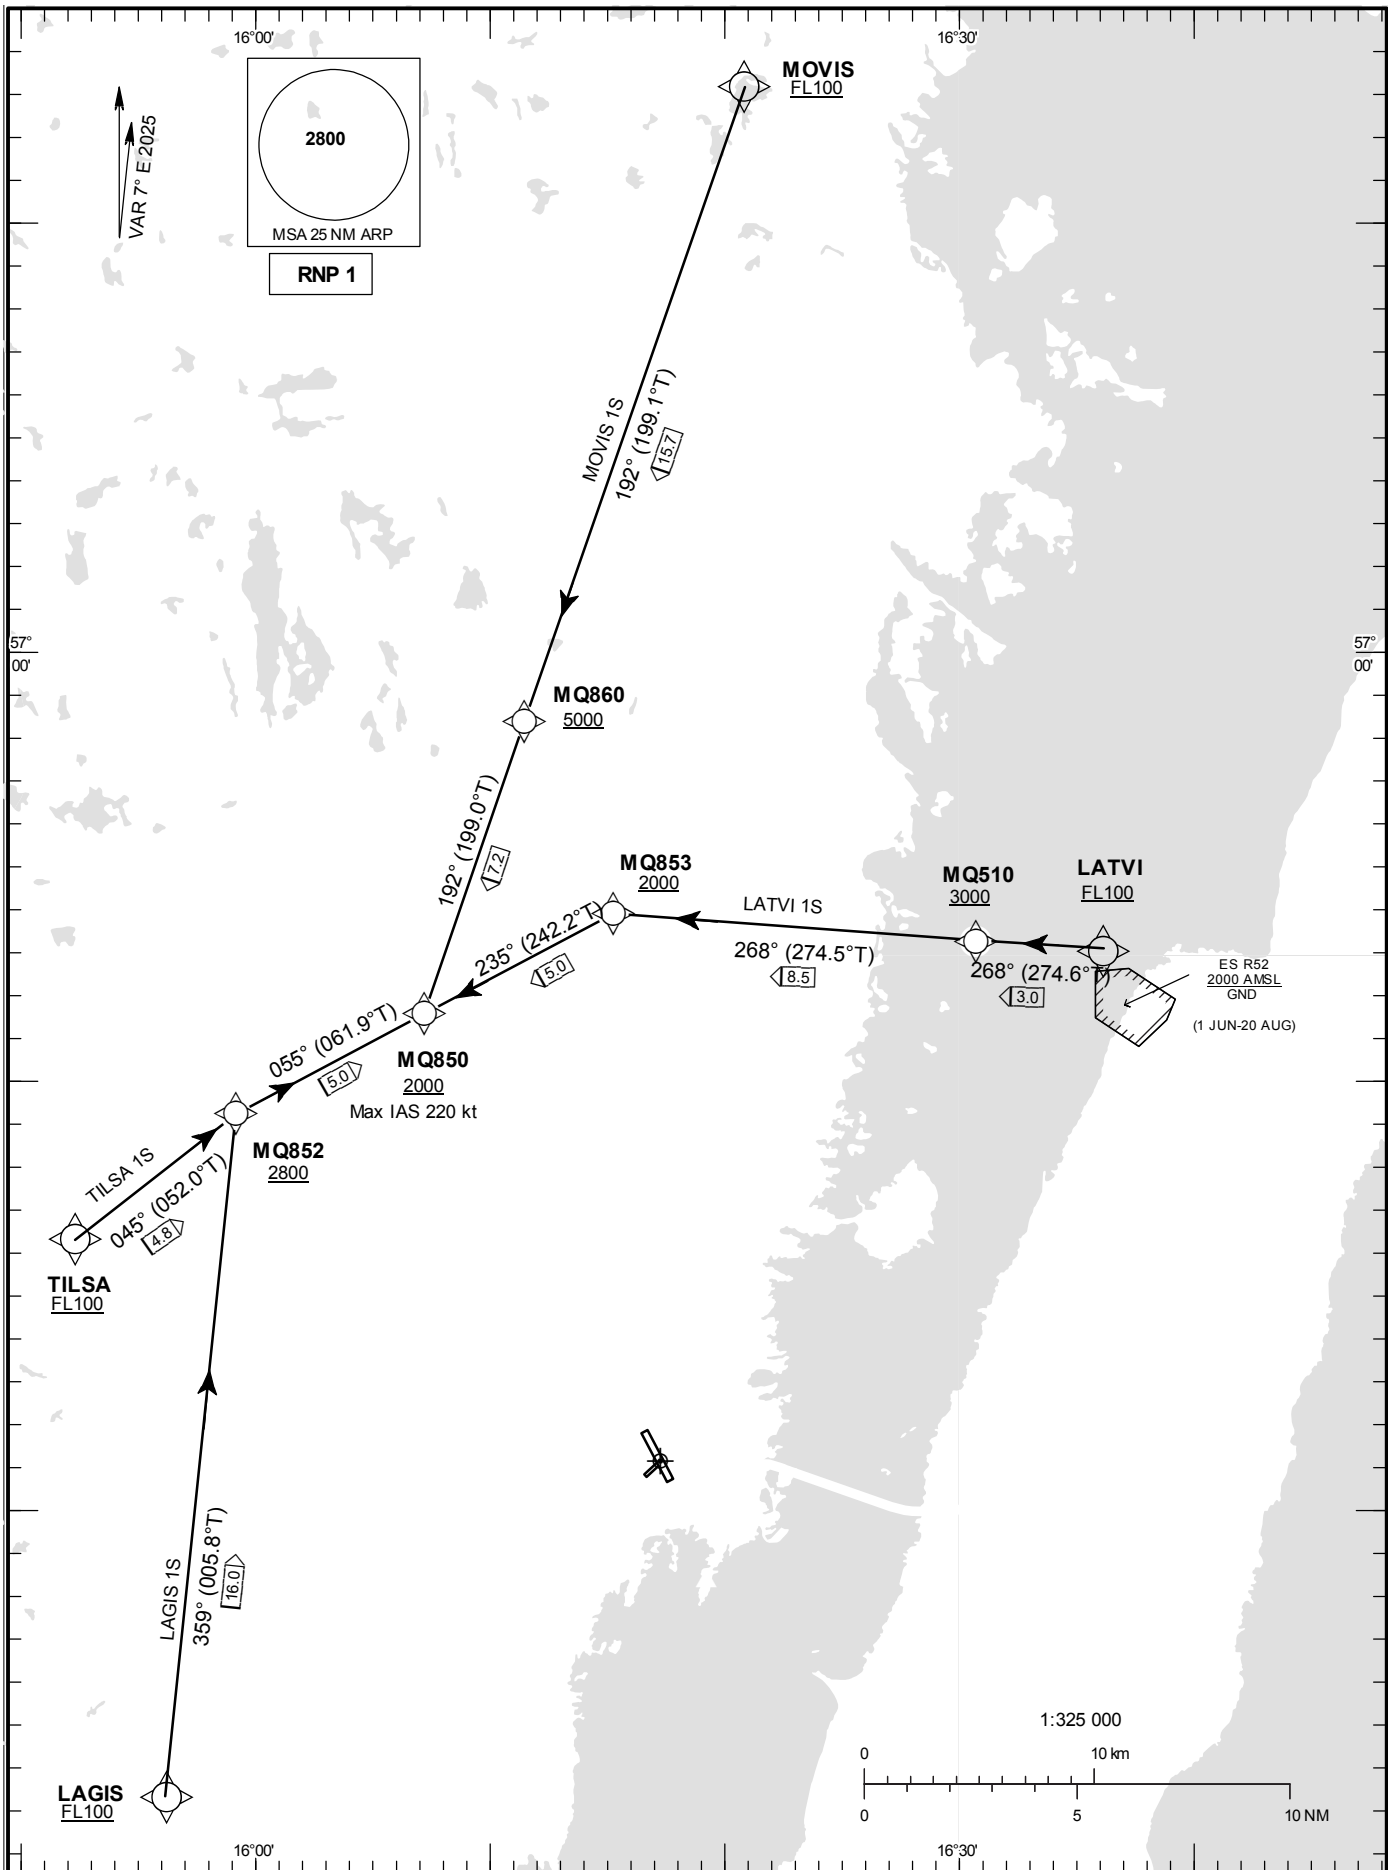 16°00'
16°30'
MOVIS
FL100
VAR 7° E 2025
2800
MSA 25 NM ARP
RNP 1
MOVIS 1S
192° (199.1°T)
15.7
57°
00'
57°
00'
MQ860
5000
192° (199.0°T)
7.2
MQ853
2000
LATVI 1S
268° (274.5°T)
8.5
MQ510
3000
LATVI
FL100
268° (274.6°T)
3.0
ES R52
2000 AMSL
GND
(1 JUN-20 AUG)
235° (242.2°T)
5.0
055° (061.9°T)
5.0
MQ850
2000
Max IAS 220 kt
MQ852
2800
TILSA 1S
045° (052.0°T)
4.8
TILSA
FL100
LAGIS 1S
359° (005.8°T)
16.0
LAGIS
FL100
1:325 000
0 10 km
0 5 10 NM
16°00'
16°30'